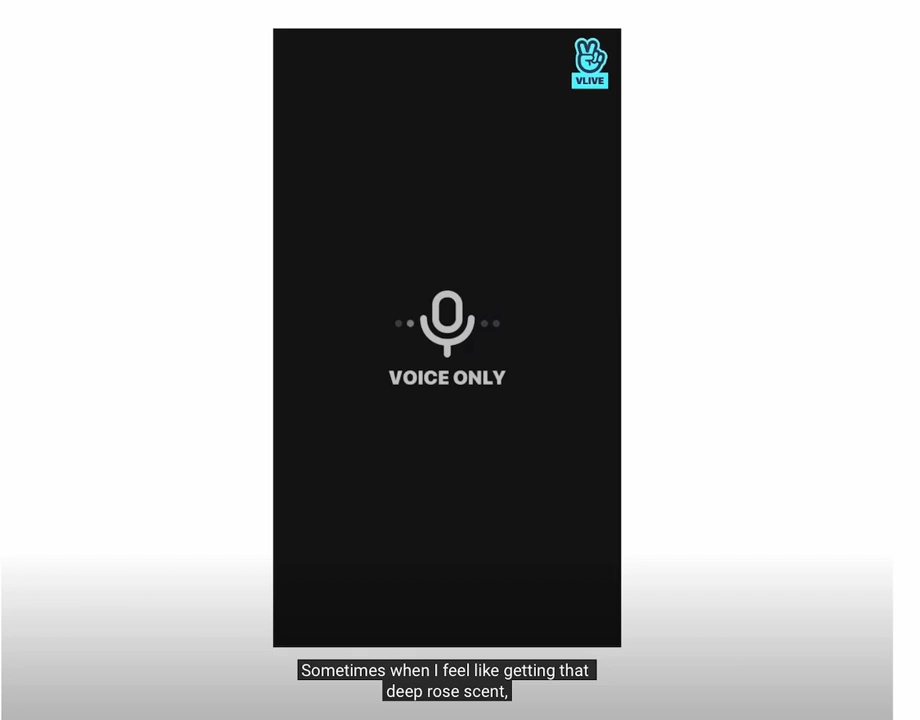 VLIVE
VOICE ONLY
Sometimes when I feel like getting that
deep rose scent,